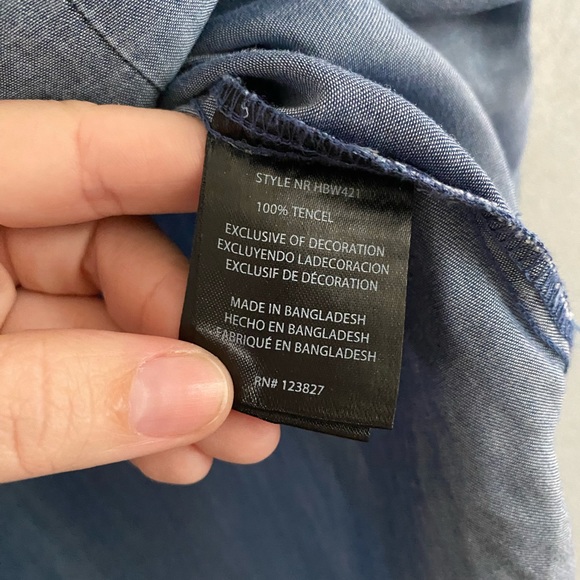 STYLE NR HBW421
100% TENCEL
EXCLUSIVE OF DECORATION
EXCLUYENDO LADECORACION
EXCLUSIF DE DÉCORATION
MADE IN BANGLADESH
HECHO EN BANGLADESH
FABRIQUÉ EN BANGLADESH
RN# 123827